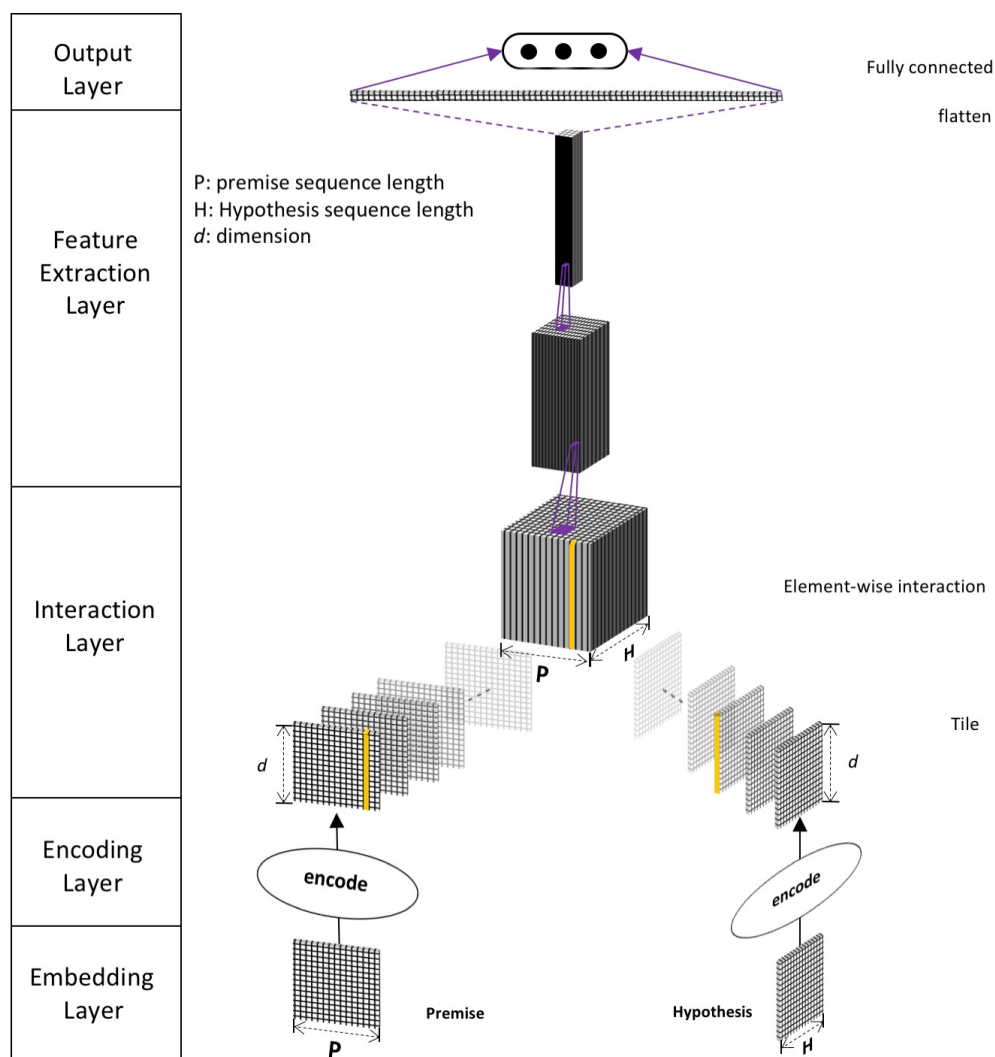 Output
Layer
Fully connected
flatten
P: premise sequence length
H: Hypothesis sequence length
d: dimension
Feature
Extraction
Layer
Interaction
Layer
Element-wise interaction
P
H
Tile
d
d
Encoding
Layer
encode
encode
Embedding
Layer
Premise
Hypothesis
P
H